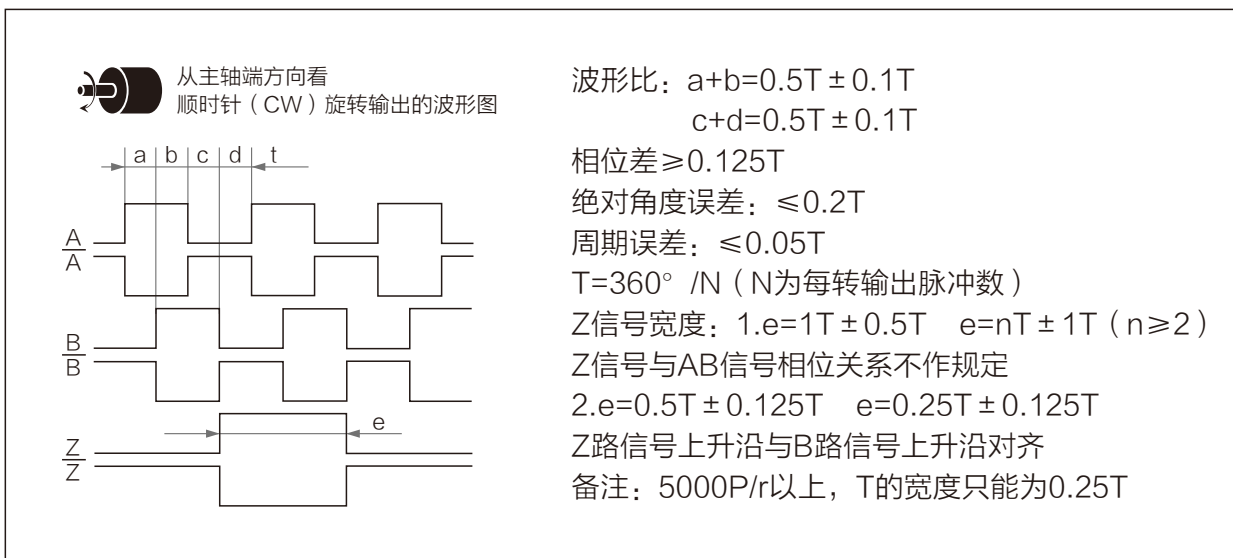 从主轴端方向看
顺时针（CW）旋转输出的波形图
a b c d t
A
A
B
B
e
Z
Z
波形比：a+b=0.5T±0.1T
c+d=0.5T±0.1T
相位差≥0.125T
绝对角度误差：≤0.2T
周期误差：≤0.05T
T=360°/N（N为每转输出脉冲数）
Z信号宽度：1.e=1T±0.5T e=nT±1T（n≥2）
Z信号与AB信号相位关系不作规定
2.e=0.5T±0.125T e=0.25T±0.125T
Z路信号上升沿与B路信号上升沿对齐
备注：5000P/r以上，T的宽度只能为0.25T